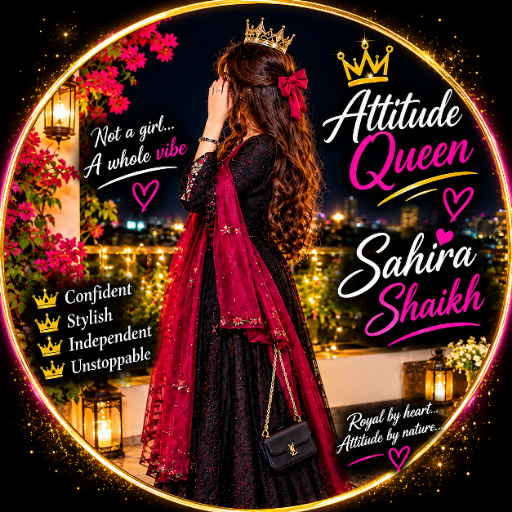 Not a girl...
A whole vibe
Attitude
Queen
Sahira
Shaikh
Confident
Stylish
Independent
Unstoppable
Royal by heart...
Attitude by nature...